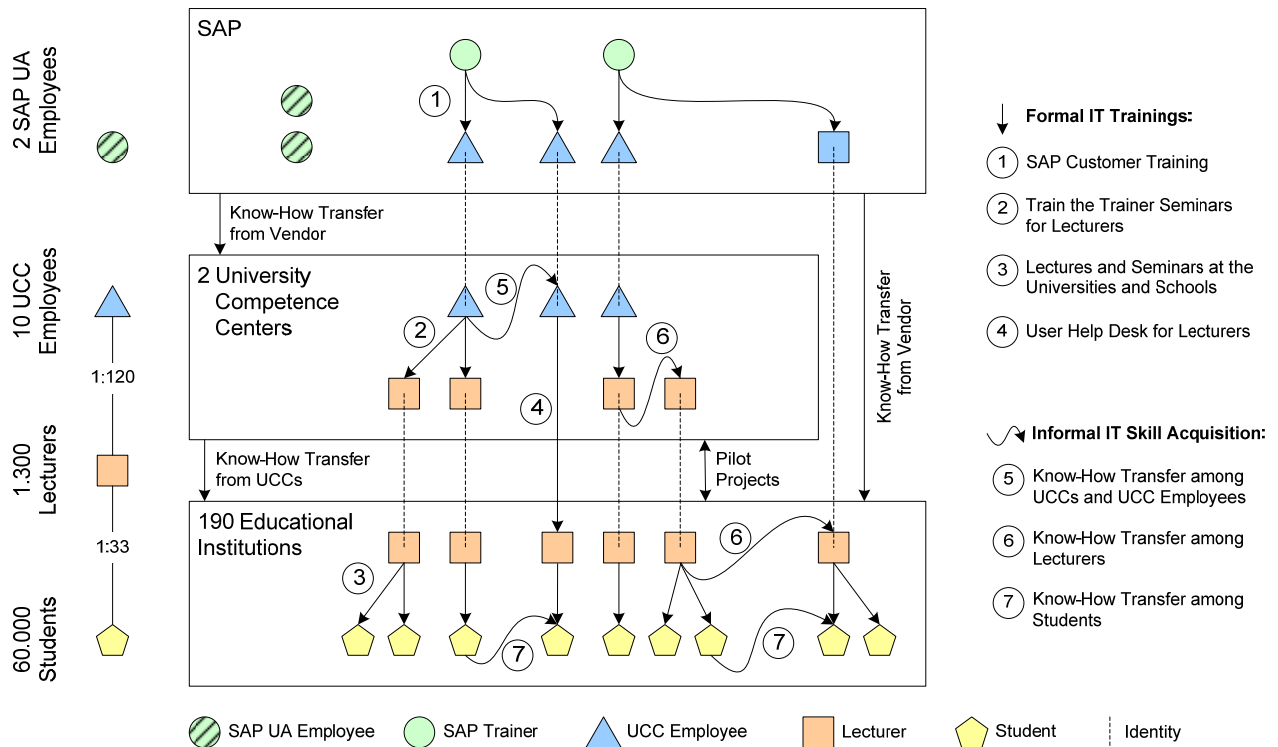 2 SAP UA
Employees
10 UCC
Employees
1:120
1.300
Lecturers
1:33
60.000
Students
SAP
1
Know-How Transfer
from Vendor
2 University
Competence
Centers
5
2
6
4
Know-How Transfer
from Vendor
Know-How Transfer
from UCCs
Pilot
Projects
190 Educational
Institutions
6
3
7
7
Formal IT Trainings:
1 SAP Customer Training
2 Train the Trainer Seminars
for Lecturers
3 Lectures and Seminars at the
Universities and Schools
4 User Help Desk for Lecturers
Informal IT Skill Acquisition:
5 Know-How Transfer among
UCCs and UCC Employees
6 Know-How Transfer among
Lecturers
7 Know-How Transfer among
Students
SAP UA Employee
SAP Trainer
UCC Employee
Lecturer
Student
Identity